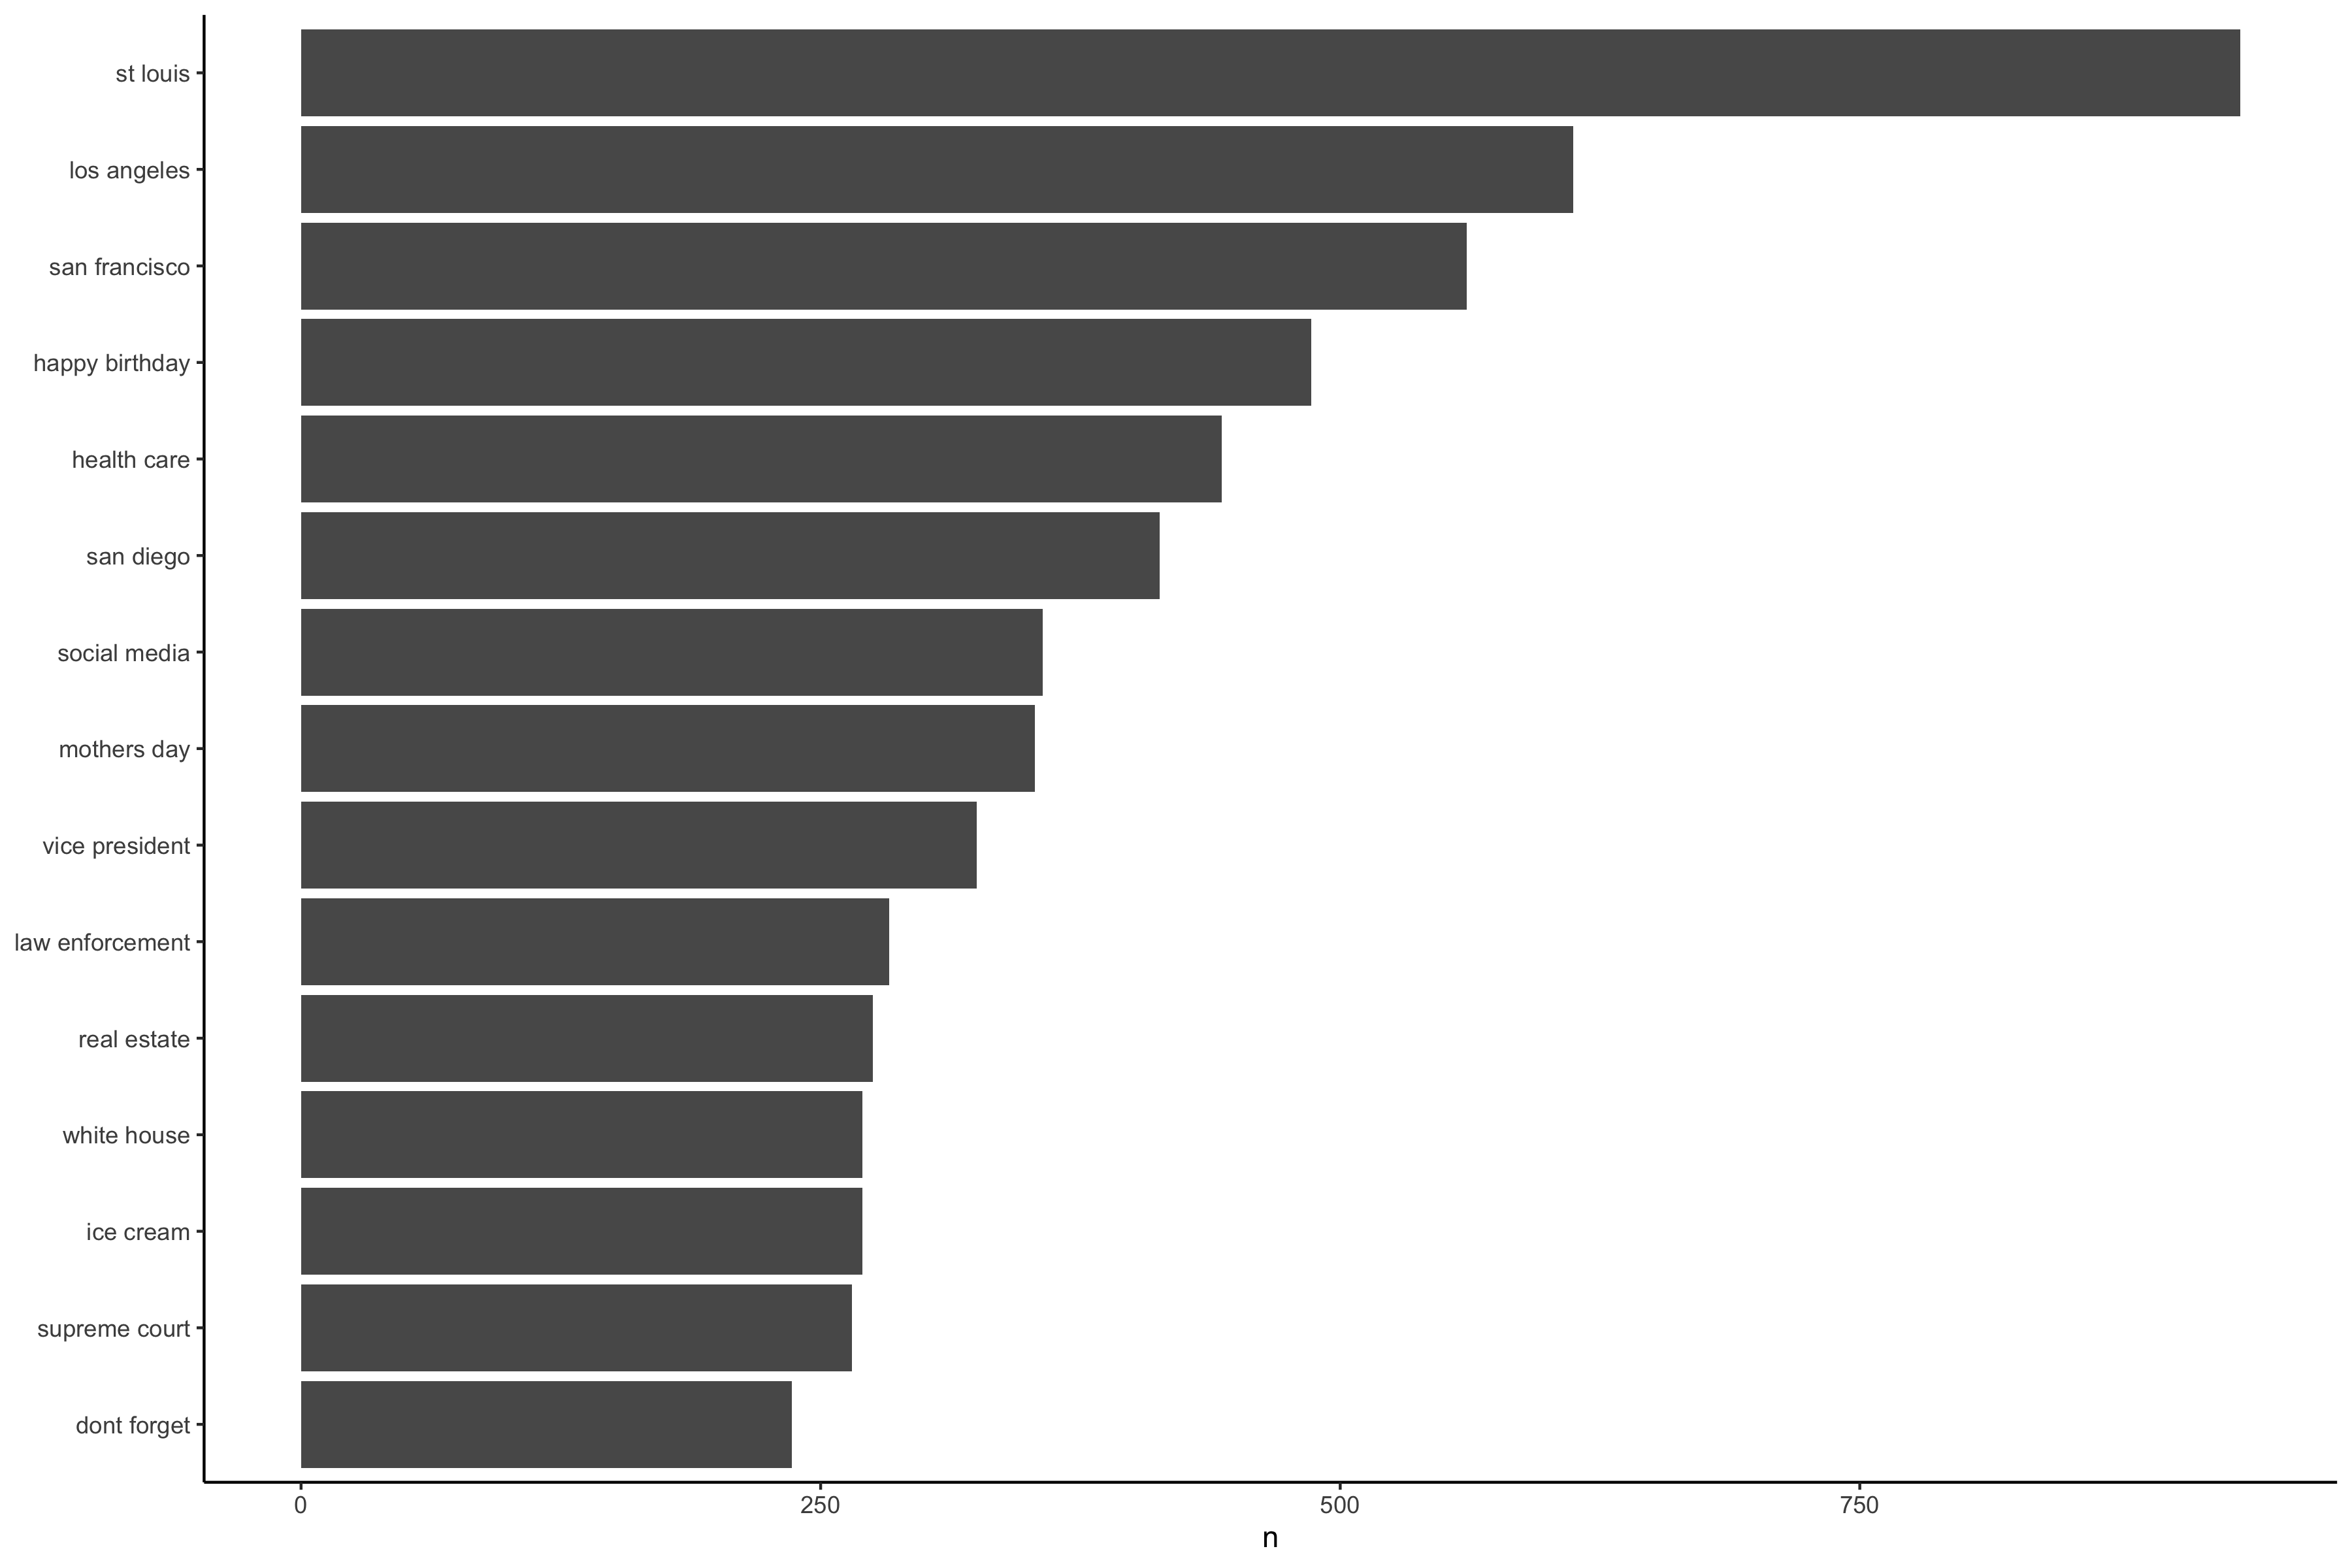 st louis
los angeles
san francisco
happy birthday
health care
san diego
social media
mothers day
vice president
law enforcement
real estate
white house
ice cream
supreme court
dont forget
0 250 500 750
n